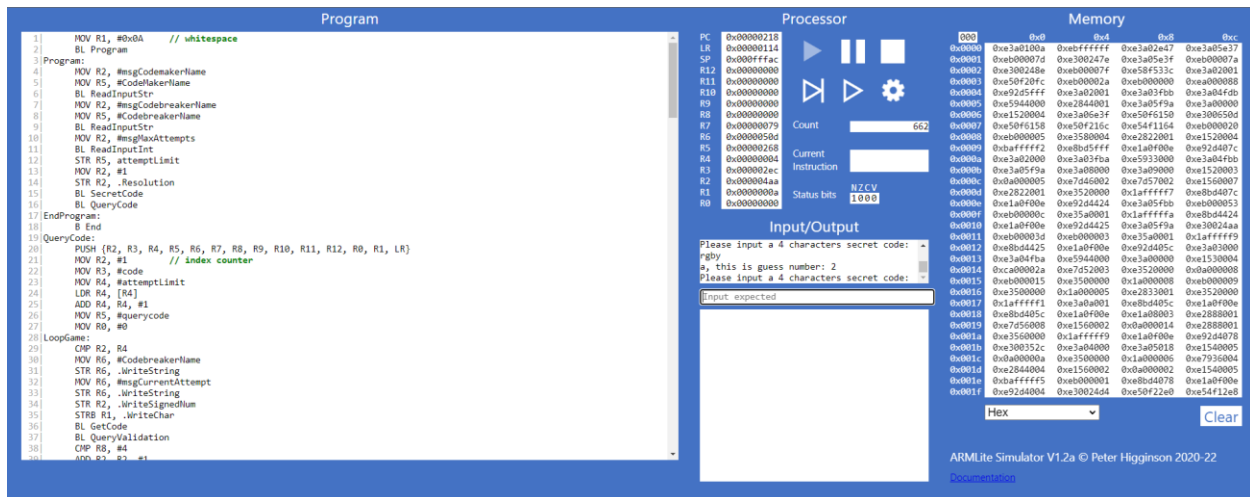 Program
1| MOV R1, #0x0A // whitespace
2| BL Program
3|Program:
4| MOV R2, #msgCodemakerName
5| MOV R5, #CodeMakerName
6| BL ReadInputStr
7| MOV R2, #msgCodebreakerName
8| MOV R5, #CodebreakerName
9| BL ReadInputStr
10| MOV R2, #msgMaxAttempts
11| BL ReadInputInt
12| STR R5, attemptLimit
13| MOV R2, #1
14| STR R2, .Resolution
15| BL SecretCode
16| BL QueryCode
17|EndProgram:
18| B End
19|QueryCode:
20| PUSH {R2, R3, R4, R5, R6, R7, R8, R9, R10, R11, R12, R0, R1, LR}
21| MOV R2, #1 // index counter
22| MOV R3, #code
23| MOV R4, #attemptLimit
24| LDR R4, [R4]
25| ADD R4, R4, #1
26| MOV R5, #querycode
27| MOV R0, #0
28|LoopGame:
29| CMP R2, R4
30| MOV R6, #CodebreakerName
31| STR R6, .WriteString
32| MOV R6, #msgCurrentAttempt
33| STR R6, .WriteString
34| STR R2, .WriteSignedNum
35| STRB R1, .WriteChar
36| BL GetCode
37| BL QueryValidation
38| CMP R8, #4
39| ADD R2, R2, #1
Processor
PC 0x00000218
LR 0x00000114
SP 0x000fffac
R12 0x00000000
R11 0x00000000
R10 0x00000000
R9 0x00000000
R8 0x00000000
R7 0x00000079
R6 0x0000050d
R5 0x00000268
R4 0x00000004
R3 0x000002ec
R2 0x000004aa
R1 0x0000000a
R0 0x00000000
Count 662
Current
Instruction
Status bits NZCV
1000
Input/Output
Please input a 4 characters secret code:
rgby
a, this is guess number: 2
Please input a 4 characters secret code:
Input expected
Memory
000 0x0 0x4 0x8 0xc
0x0000 0xe3a0100a 0xebffffff 0xe3a02e47 0xe3a05e37
0x0001 0xeb00007d 0xe300247e 0xe3a05e3f 0xeb00007a
0x0002 0xe300248e 0xeb00007f 0xe58f533c 0xe3a02001
0x0003 0xe50f20fc 0xeb00002a 0xeb000000 0xea000088
0x0004 0xe92d5fff 0xe3a02001 0xe3a03fbb 0xe3a04fdb
0x0005 0xe5944000 0xe2844001 0xe3a05f9a 0xe3a00000
0x0006 0xe1520004 0xe3a06e3f 0xe50f6150 0xe300650d
0x0007 0xe50f6158 0xe50f216c 0xe54f1164 0xeb000020
0x0008 0xeb000005 0xe3580004 0xe2822001 0xe1520004
0x0009 0xbafffff2 0xe8bd5fff 0xe1a0f00e 0xe92d407c
0x000a 0xe3a02000 0xe3a03fba 0xe5933000 0xe3a04fbb
0x000b 0xe3a05f9a 0xe3a08000 0xe3a09000 0xe1520003
0x000c 0x0a000005 0xe7d46002 0xe7d57002 0xe1560007
0x000d 0xe2822001 0xe3520000 0x1affffff7 0xe8bd407c
0x000e 0xe1a0f00e 0xe92d4424 0xe3a05fbb 0xeb000053
0x000f 0xeb00000c 0xe35a0001 0x1afffffa 0xe8bd4424
0x0010 0xe1a0f00e 0xe92d4425 0xe3a05f9a 0xe30024aa
0x0011 0xeb00003d 0xeb000003 0xe35a0001 0x1afffff9
0x0012 0xe8bd4425 0xe1a0f00e 0xe92d405c 0xe3a03000
0x0013 0xe3a04fba 0xe5944000 0xe3a00000 0xe1530004
0x0014 0xca00002a 0xe7d52003 0xe3520000 0x0a000008
0x0015 0xeb000015 0xe3500000 0x1a000008 0xeb000009
0x0016 0xe3500000 0x1a000005 0xe2833001 0xe3520000
0x0017 0x1afffff1 0xe3a0a001 0xe8bd405c 0xe1a0f00e
0x0018 0xe8bd405c 0xe1a0f00e 0xe1a08003 0xe2888001
0x0019 0xe7d56008 0xe1560002 0x0a000014 0xe2888001
0x001a 0xe3560000 0x1afffff9 0xe1a0f00e 0xe92d4078
0x001b 0xe300352c 0xe3a04000 0xe3a05018 0xe1540005
0x001c 0x0a00000a 0xe3500000 0x1a000006 0xe7936004
0x001d 0xe2844004 0xe1560002 0x0a000002 0xe1540005
0x001e 0xbafffff5 0xeb000001 0xe8bd4078 0xe1a0f00e
0x001f 0xe92d4004 0xe30024d4 0xe50f22e0 0xe54f12e8
Hex
Clear
ARMLite Simulator V1.2a © Peter Higginson 2020-22
Documentation